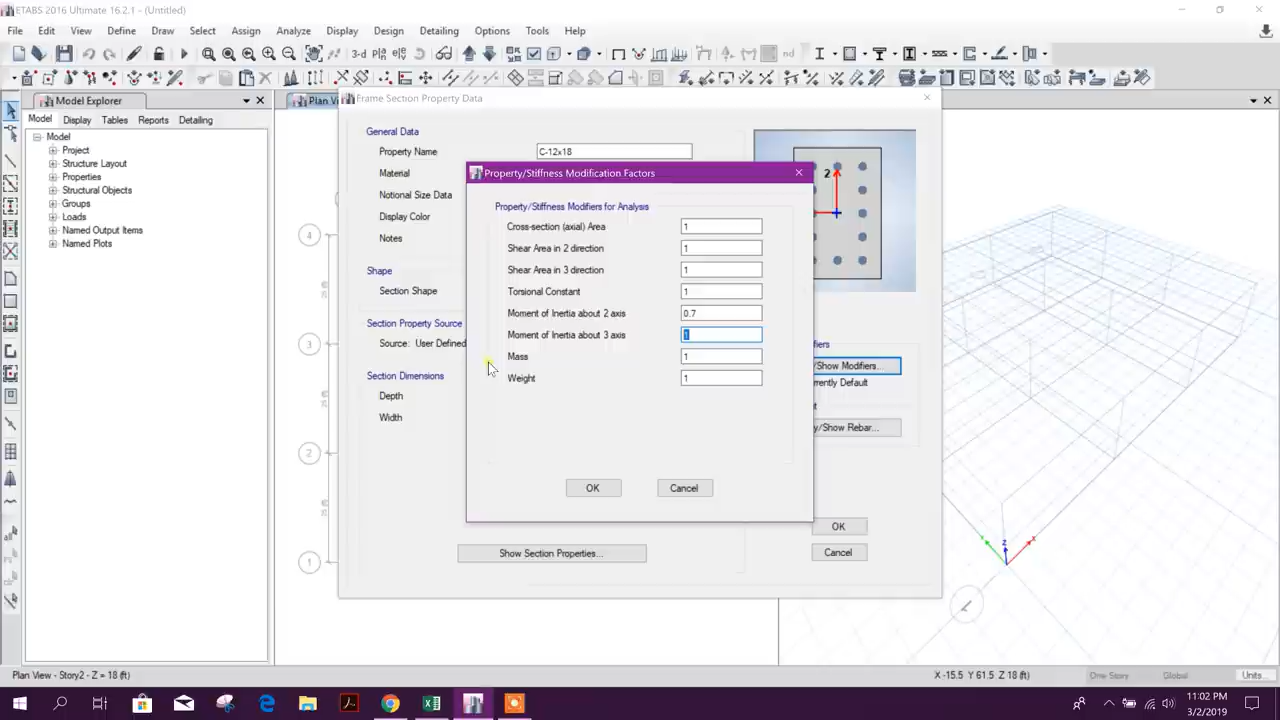 ETABS 2016 Ultimate 16.2.1 - (Untitled)
File Edit View Define Draw Select Assign Analyze Display Design Detailing Options Tools Help
3-d
nd
Model Explorer
Model Display Tables Reports Detailing
Model
Project
Structure Layout
Properties
Structural Objects
Groups
Loads
Named Output Items
Named Plots
Frame Section Property Data
General Data
Property Name C-12x18
Material
Notional Size Data
Display Color
Notes
Shape
Section Shape
Section Property Source
Source: User Defined
Section Dimensions
Depth
Width
Show Section Properties...
2
/Show Modifiers...
y/Show Rebar...
OK
Cancel
Property/Stiffness Modification Factors
Property/Stiffness Modifiers for Analysis
Cross-section (axial) Area 1
Shear Area in 2 direction 1
Shear Area in 3 direction 1
Torsional Constant 1
Moment of Inertia about 2 axis 0.7
Moment of Inertia about 3 axis 1
Mass 1
Weight 1
OK Cancel
4
3
2
1
Plan View - Story2 - Z = 18 (ft)
X -15.5 Y 61.5 Z 18 (ft)
One Story
Global
Units...
11:02 PM
3/2/2019